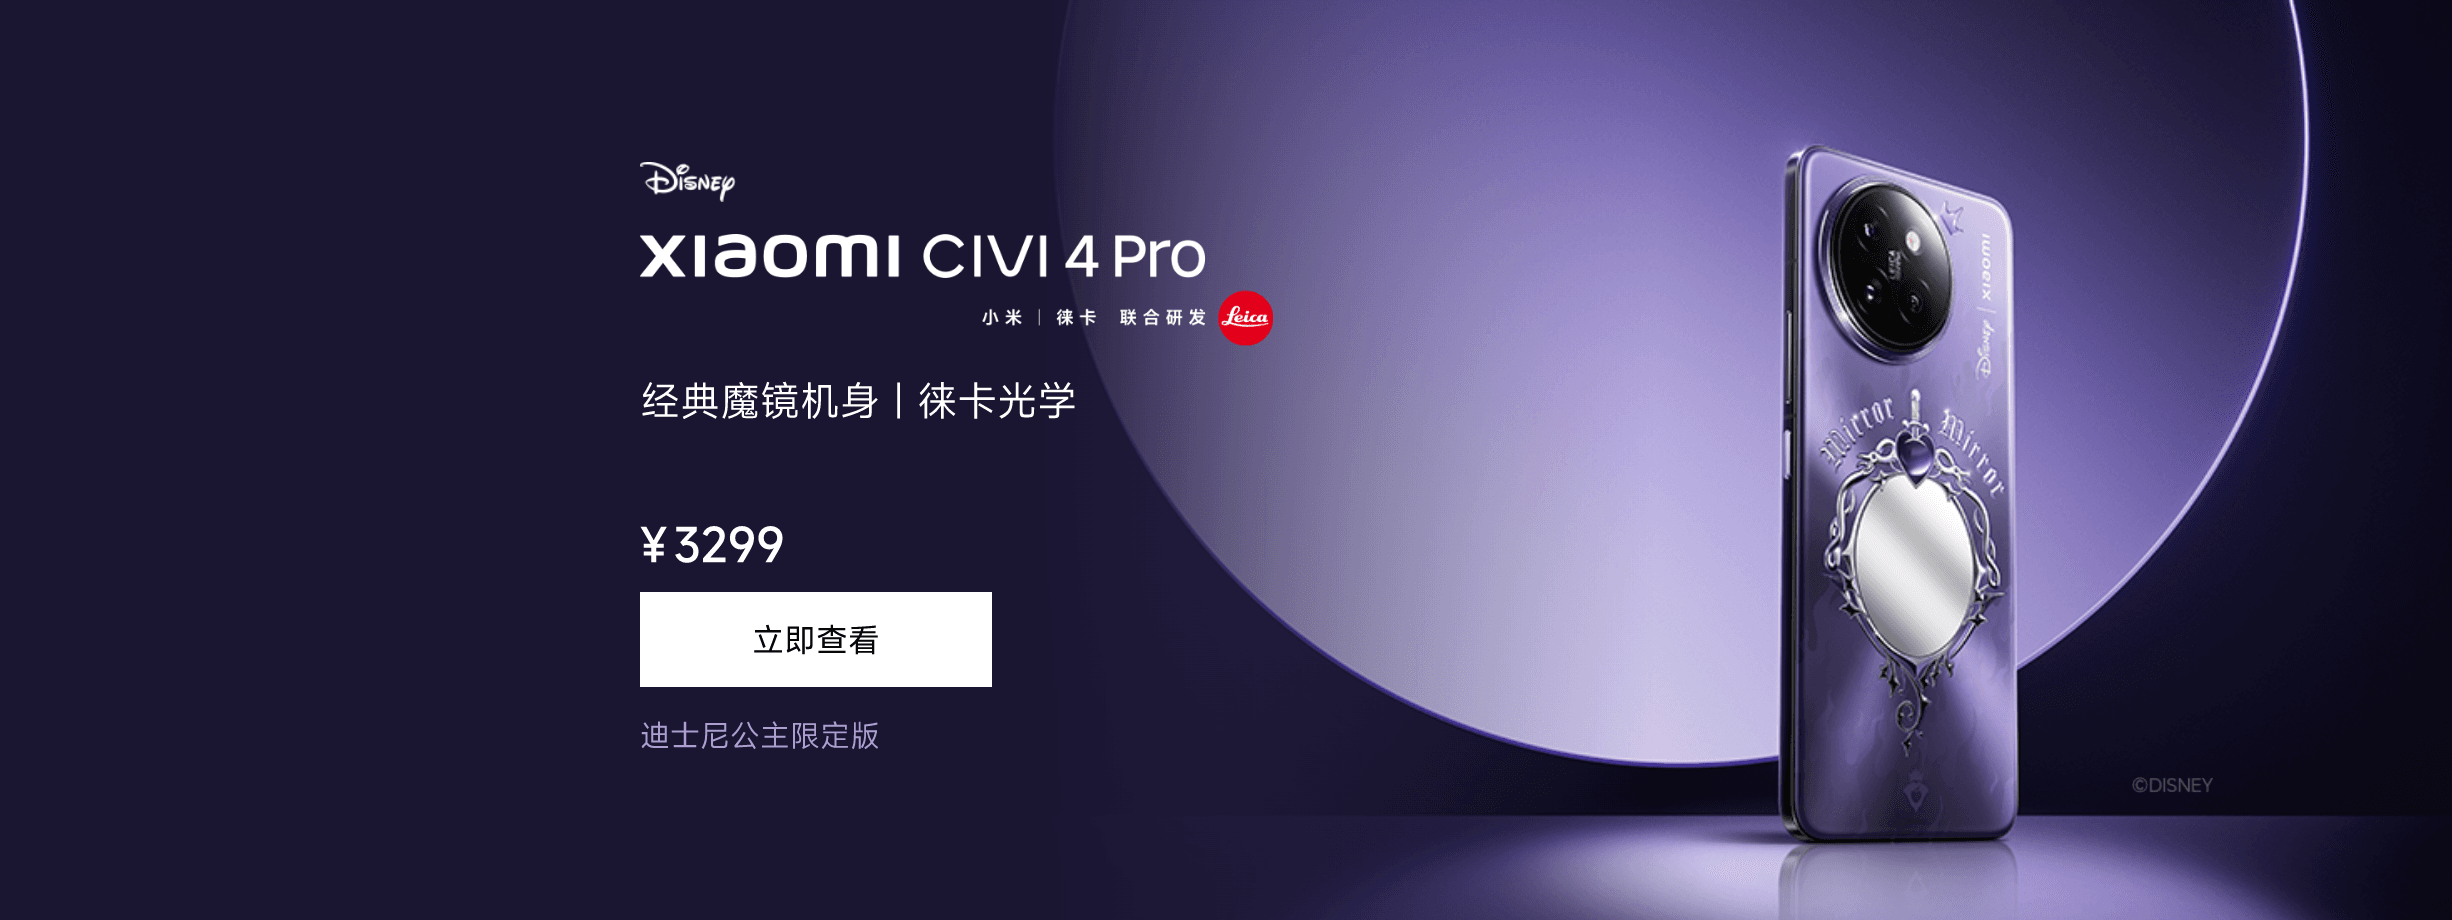 Disney
xiaomi CIVI 4 Pro
小米 | 徕卡 联合研发 Leica
经典魔镜机身 | 徕卡光学
¥3299
立即查看
迪士尼公主限定版
LEICA
Disney | xiaomi
Mirror Mirror
©DISNEY